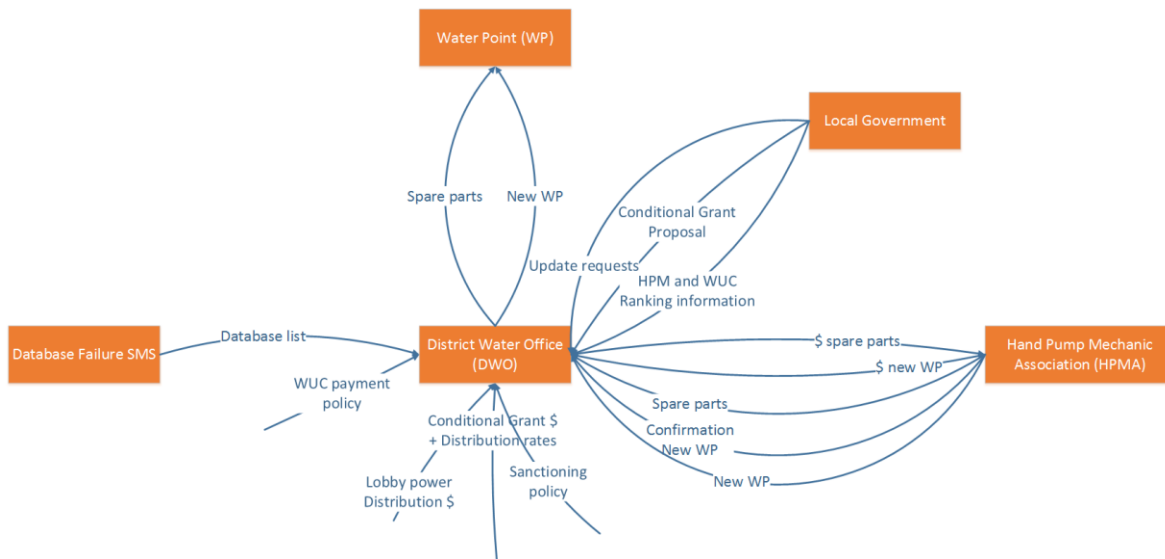 Water Point (WP)
Local Government
Spare parts
New WP
Conditional Grant
Proposal
Update requests
HPM and WUC
Ranking information
Database Failure SMS
Database list
District Water Office
(DWO)
$ spare parts
$ new WP
Hand Pump Mechanic
Association (HPMA)
WUC payment
policy
Spare parts
Conditional Grant $
+ Distribution rates
Confirmation
New WP
Lobby power
Distribution $
Sanctioning
policy
New WP